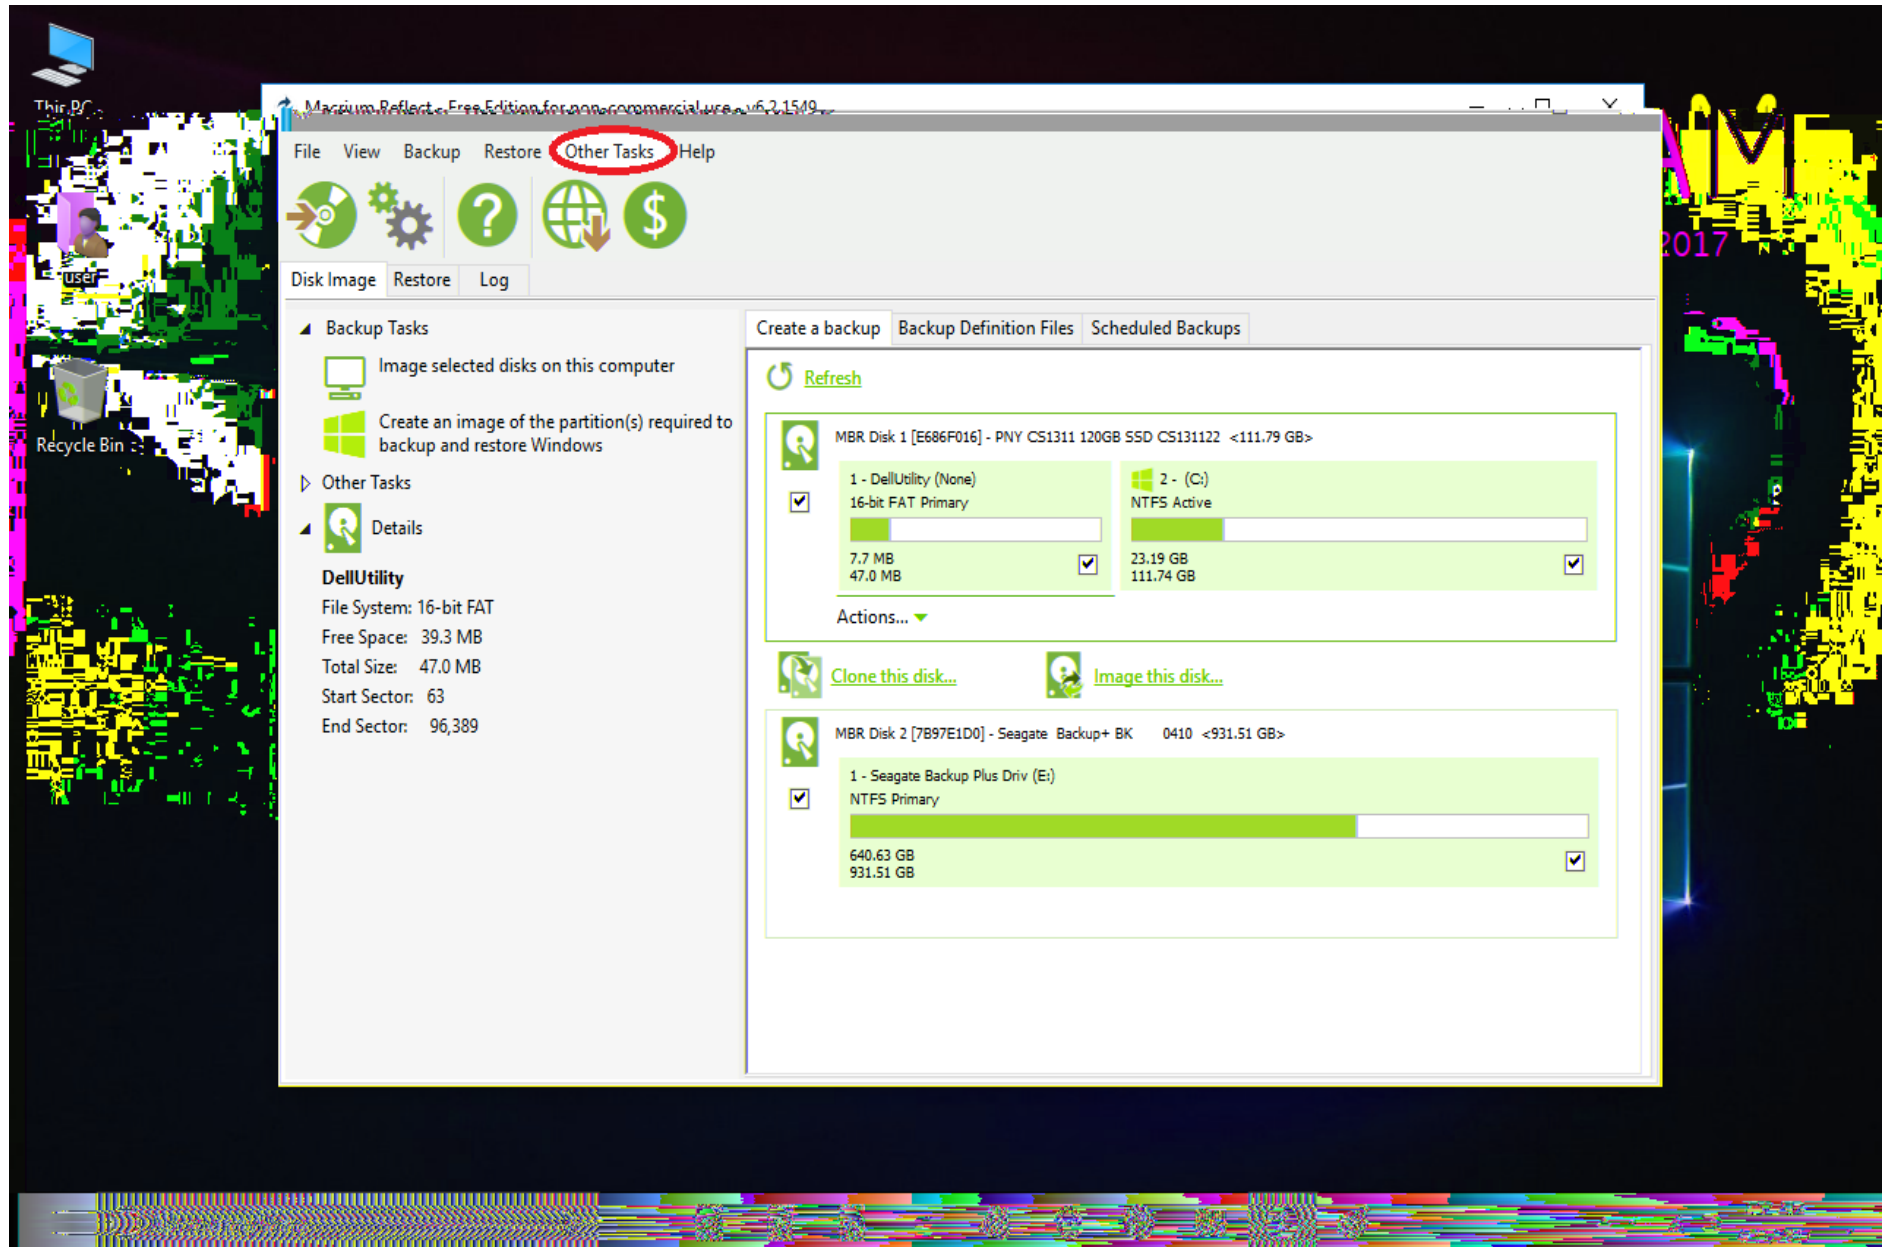 This PC
Macrium Reflect - Free Edition for non-commercial use - v6.2.1549
File View Backup Restore Other Tasks Help
2017
user
Disk Image Restore Log
Backup Tasks
Image selected disks on this computer
Create an image of the partition(s) required to
backup and restore Windows
Other Tasks
Details
DellUtility
File System: 16-bit FAT
Free Space: 39.3 MB
Total Size: 47.0 MB
Start Sector: 63
End Sector: 96,389
Create a backup Backup Definition Files Scheduled Backups
Refresh
MBR Disk 1 [E686F016] - PNY CS1311 120GB SSD CS131122 <111.79 GB>
1 - DellUtility (None)
16-bit FAT Primary
7.7 MB
47.0 MB
2 - (C:)
NTFS Active
23.19 GB
111.74 GB
Actions...
Clone this disk... Image this disk...
MBR Disk 2 [7B97E1D0] - Seagate Backup+ BK 0410 <931.51 GB>
1 - Seagate Backup Plus Driv (E:)
NTFS Primary
640.63 GB
931.51 GB
Recycle Bin